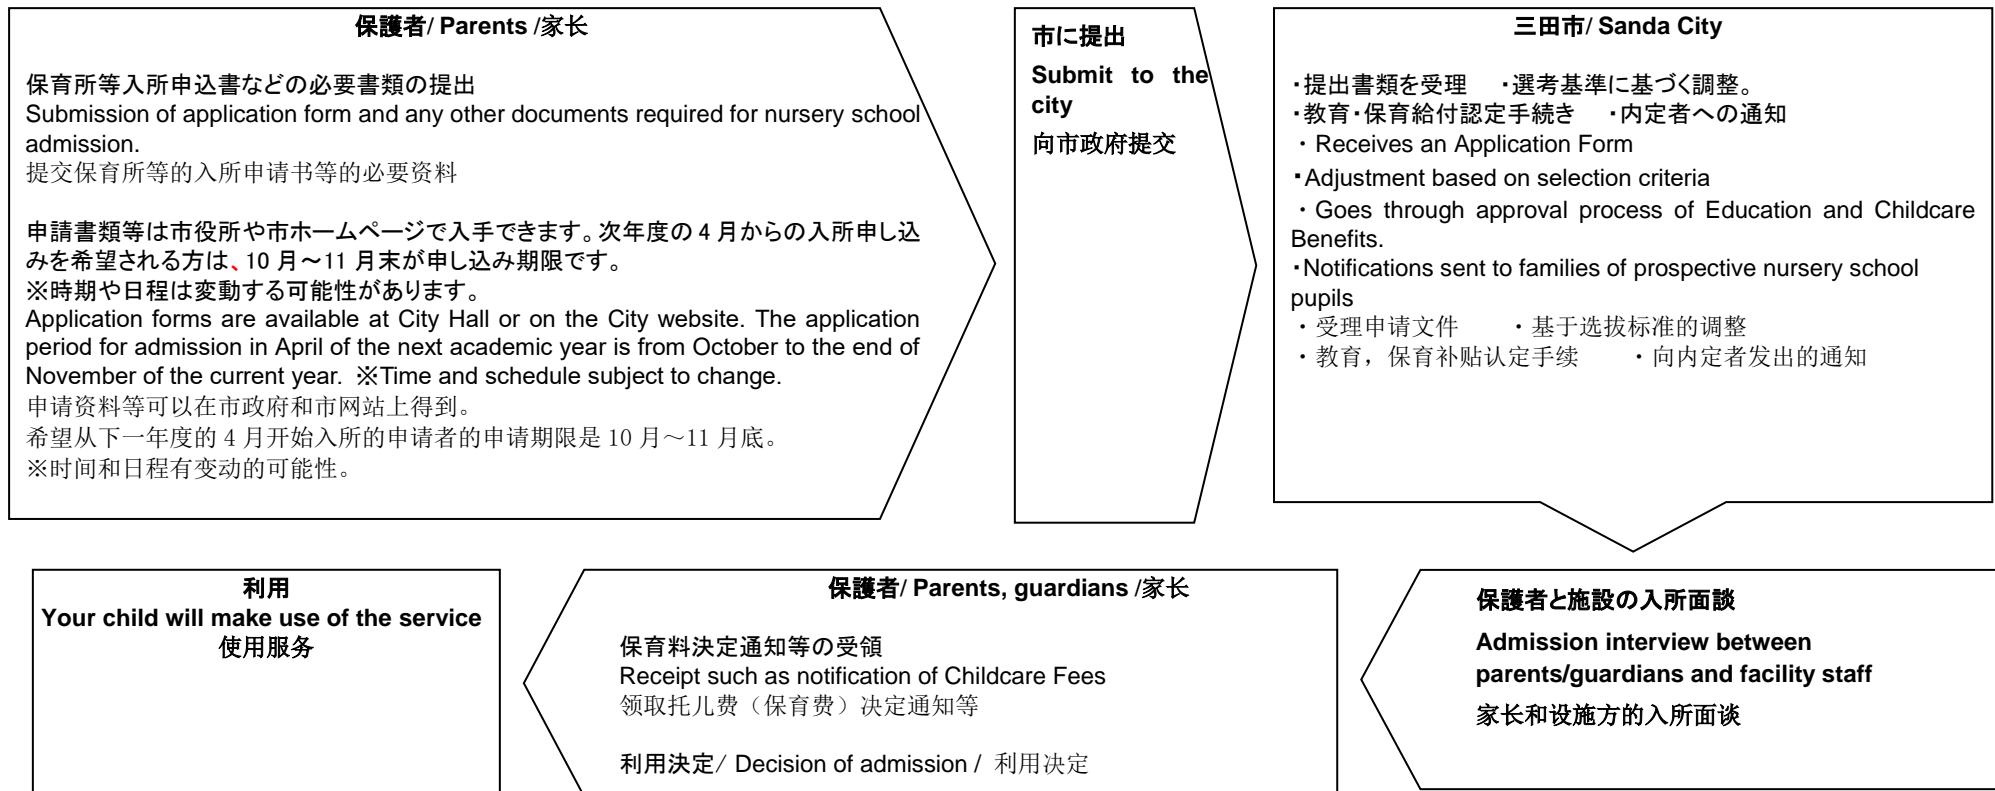 保護者/ Parents /家长
保育所等入所申込書などの必要書類の提出
Submission of application form and any other documents required for nursery school
admission.
提交保育所等的入所申请书等的必要资料
申請書類等は市役所や市ホームページで入手できます。次年度の 4 月からの入所申し込
みを希望される方は、10 月～11 月末が申し込み期限です。
※時期や日程は変動する可能性があります。
Application forms are available at City Hall or on the City website. The application
period for admission in April of the next academic year is from October to the end of
November of the current year. ※Time and schedule subject to change.
申请资料等可以在市政府和市网站上得到。
希望从下一年度的 4 月开始入所的申请者的申请期限是 10 月～11 月底。
※时间和日程有变动的可能性。
市に提出
Submit to the
city
向市政府提交
三田市/ Sanda City
・提出書類を受理 ・選考基準に基づく調整。
・教育・保育給付認定手続き ・内定者への通知
・Receives an Application Form
・Adjustment based on selection criteria
・Goes through approval process of Education and Childcare
Benefits.
・Notifications sent to families of prospective nursery school
pupils
・受理申请文件 ・基于选拔标准的调整
・教育，保育补贴认定手续 ・向内定者发出的通知
保護者と施設の入所面談
Admission interview between
parents/guardians and facility staff
家长和设施方的入所面谈
保護者/ Parents, guardians /家长
保育料決定通知等の受領
Receipt such as notification of Childcare Fees
领取托儿费（保育费）决定通知等
利用決定/ Decision of admission / 利用决定
利用
Your child will make use of the service
使用服务